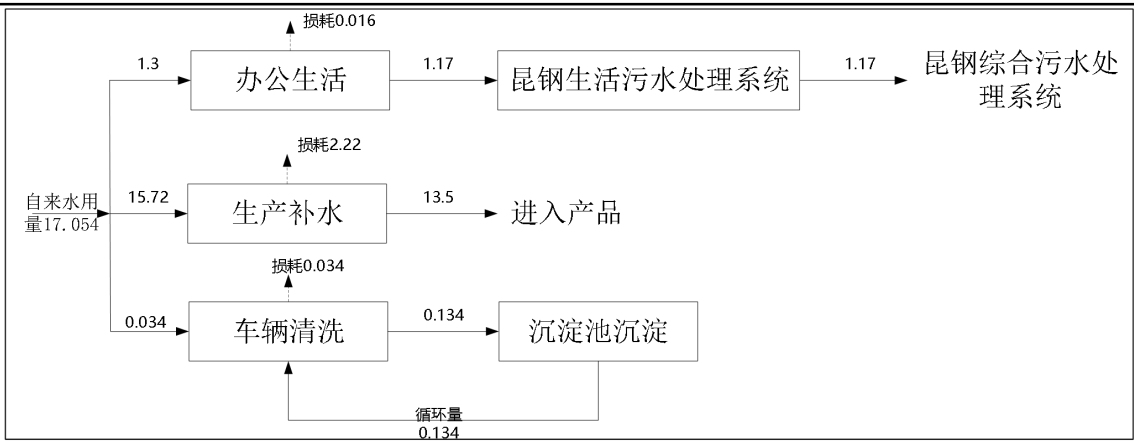 损耗0.016
1.3
办公生活
1.17
昆钢生活污水处理系统
1.17
昆钢综合污水处
理系统
损耗2.22
自来水用
量17.054
15.72
生产补水
13.5
进入产品
损耗0.034
0.034
车辆清洗
0.134
沉淀池沉淀
循环量
0.134